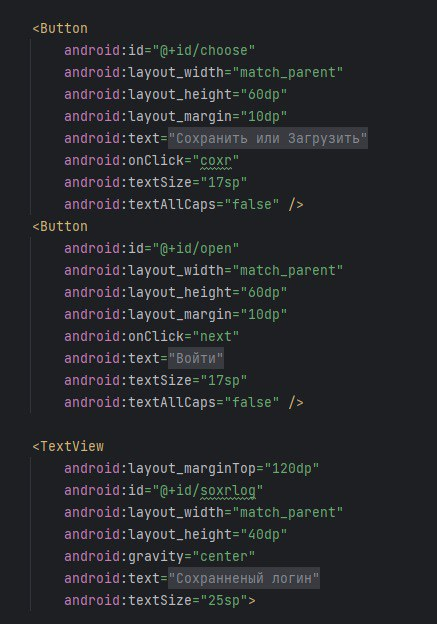 <Button
android:id="@+id/choose"
android:layout_width="match_parent"
android:layout_height="60dp"
android:layout_margin="10dp"
android:text="Сохранить или Загрузить"
android:onClick="coxr"
android:textSize="17sp"
android:textAllCaps="false" />
<Button
android:id="@+id/open"
android:layout_width="match_parent"
android:layout_height="60dp"
android:layout_margin="10dp"
android:onClick="next"
android:text="Войти"
android:textSize="17sp"
android:textAllCaps="false" />
<TextView
android:layout_marginTop="120dp"
android:id="@+id/soxrlog"
android:layout_width="match_parent"
android:layout_height="40dp"
android:gravity="center"
android:text="Сохранненый логин"
android:textSize="25sp">